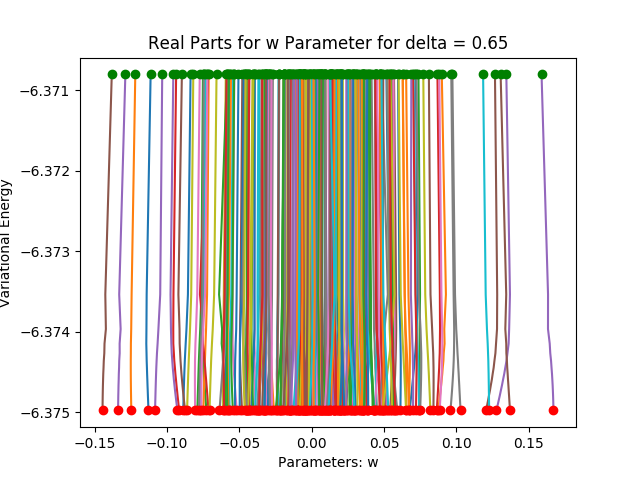 Real Parts for w Parameter for delta = 0.65
Variational Energy
−6.371
−6.372
−6.373
−6.374
−6.375
−0.15 −0.10 −0.05 0.00 0.05 0.10 0.15
Parameters: w